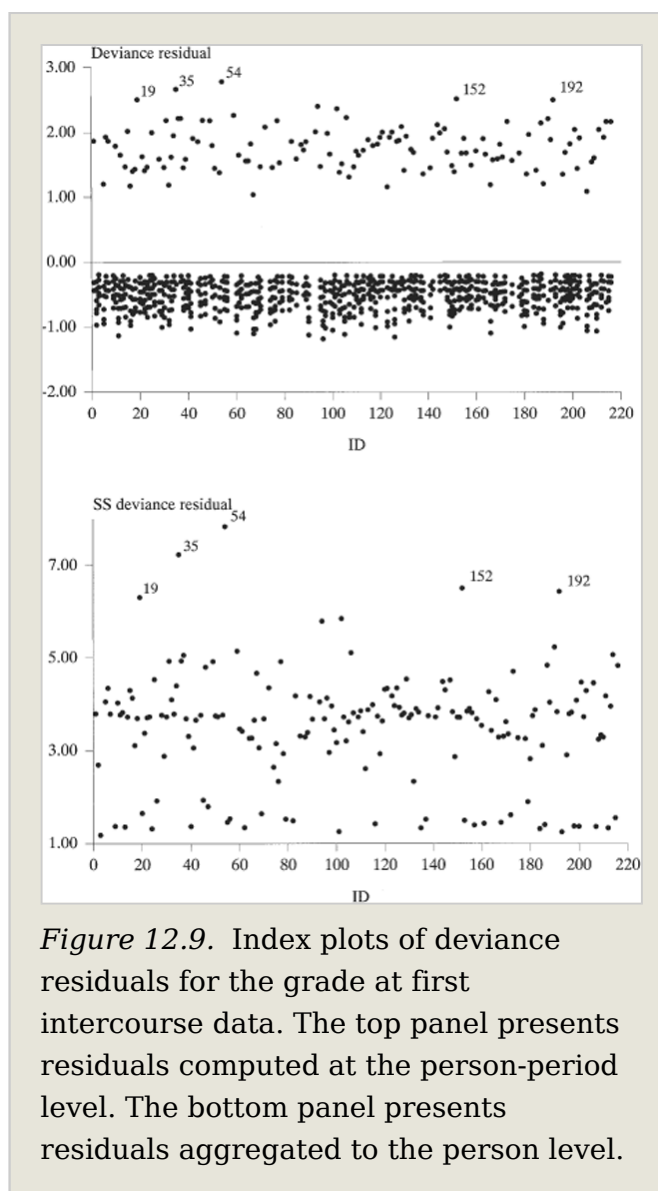 Deviance residual
3.00
19
35
54
152
192
2.00
1.00
0.00
-1.00
-2.00
0 20 40 60 80 100 120 140 160 180 200 220
ID
SS deviance residual
54
35
7.00
19
152
192
5.00
3.00
1.00
0 20 40 60 80 100 120 140 160 180 200 220
ID
Figure 12.9. Index plots of deviance
residuals for the grade at first
intercourse data. The top panel presents
residuals computed at the person-period
level. The bottom panel presents
residuals aggregated to the person level.